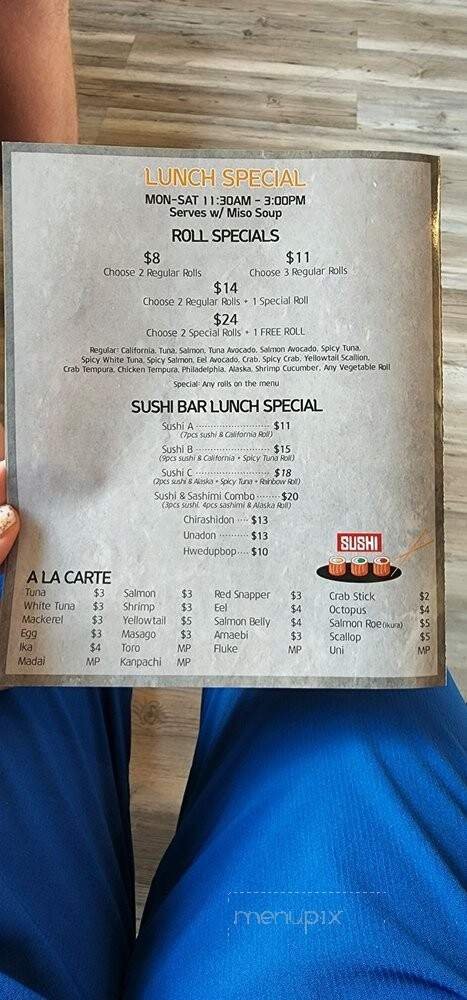 LUNCH SPECIAL
MON-SAT 11:30AM - 3:00PM
Serves w/ Miso Soup
ROLL SPECIALS
$8 $11
Choose 2 Regular Rolls Choose 3 Regular Rolls
$14
Choose 2 Regular Rolls + 1 Special Roll
$24
Choose 2 Special Rolls + 1 FREE ROLL
Regular: California, Tuna, Salmon, Tuna Avocado, Salmon Avocado, Spicy Tuna,
Spicy White Tuna, Spicy Salmon, Eel Avocado, Crab, Spicy Crab, Yellowtail Scallion,
Crab Tempura, Chicken Tempura, Philadelphia, Alaska, Shrimp Cucumber, Any Vegetable Roll
Special: Any rolls on the menu
SUSHI BAR LUNCH SPECIAL
Sushi A ---------------------- $11
(7pcs sushi & California Roll)
Sushi B ---------------------- $15
(9pcs sushi & California + Spicy Tuna Roll)
Sushi C ---------------------- $18
(2pcs sushi & Alaska + Spicy Tuna + Rainbow Roll)
Sushi & Sashimi Combo -------- $20
(3pcs sushi, 4pcs sashimi & Alaska Roll)
Chirashidon ---- $13
Unadon ---------- $13
Hwedupbop---- $10
SUSHI
A LA CARTE
Tuna $3 Salmon $3 Red Snapper $3 Crab Stick $2
White Tuna $3 Shrimp $3 Eel $4 Octopus $4
Mackerel $3 Yellowtail $5 Salmon Belly $4 Salmon Roe(ikura) $5
Egg $3 Masago $3 Amaebi $3 Scallop $5
Ika $4 Toro MP Fluke MP Uni MP
Madai MP Kanpachi MP
menupix